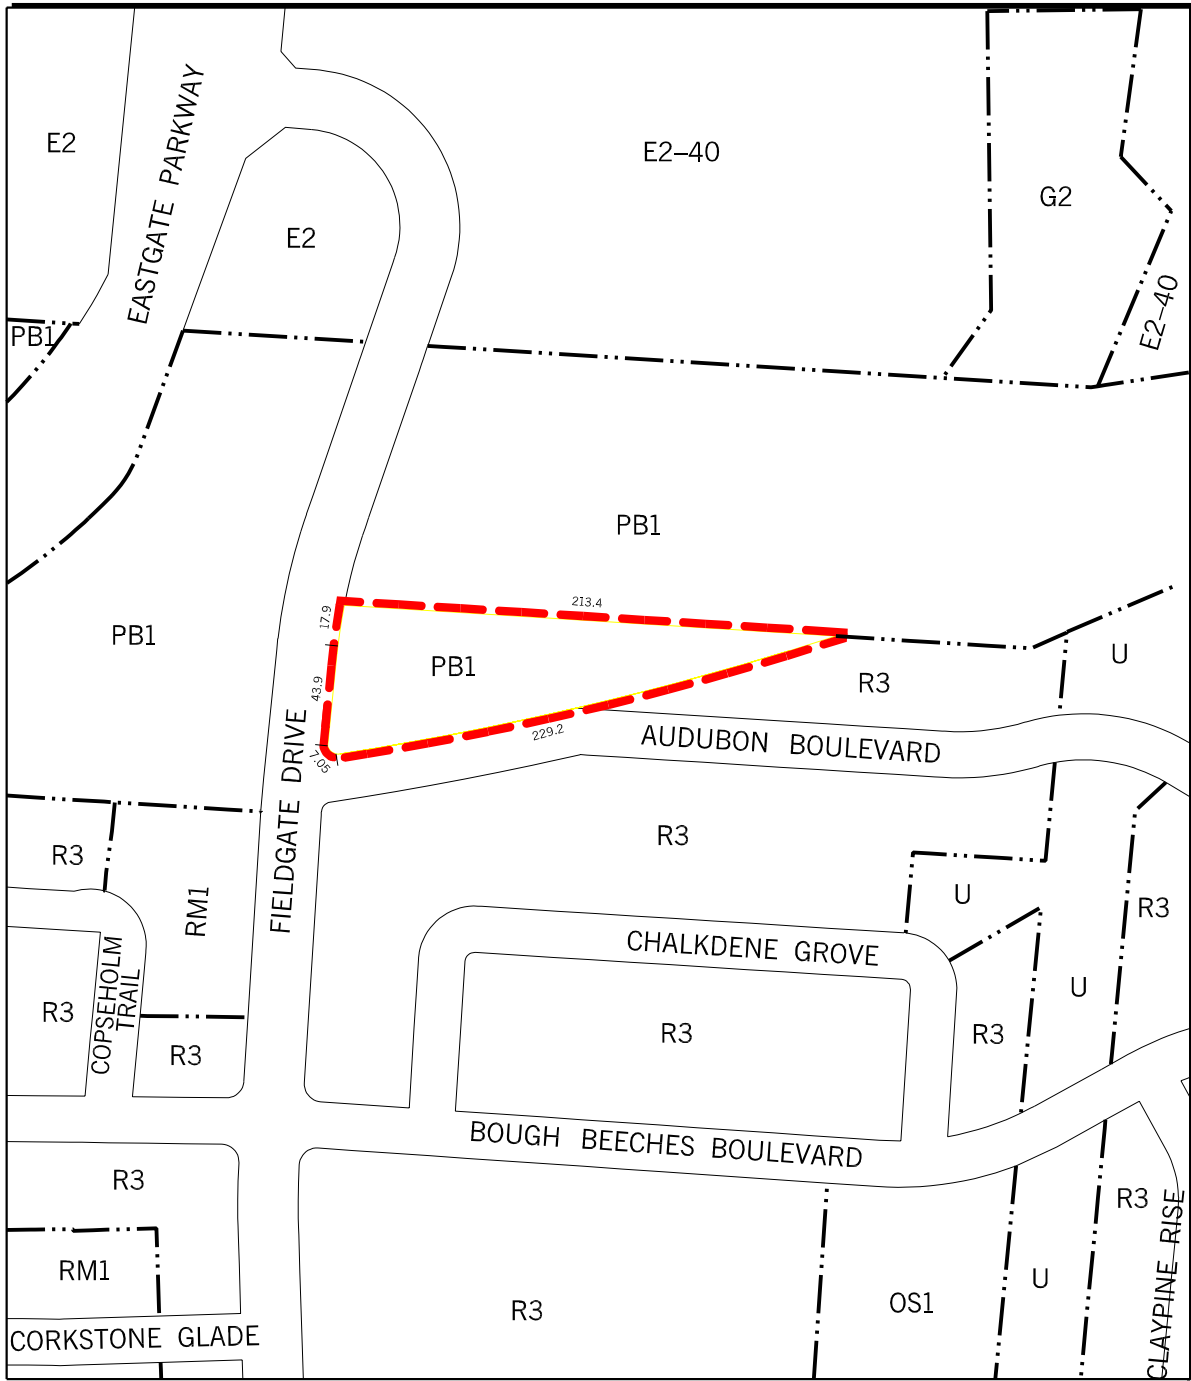 E2
EASTGATE PARKWAY
E2-40
G2
E2
E2-40
PB1
PB1
PB1
213.4
17.9
PB1
43.9
229.2
7.05
R3
U
AUDUBON BOULEVARD
FIELDGATE DRIVE
R3
R3
RM1
U
R3
CHALKDENE GROVE
COPSEHOLM
TRAIL
R3
R3
R3
R3
U
BOUGH BEECHES BOULEVARD
R3
R3
CLAYPINE RISE
RM1
U
OS1
R3
CORKSTONE GLADE